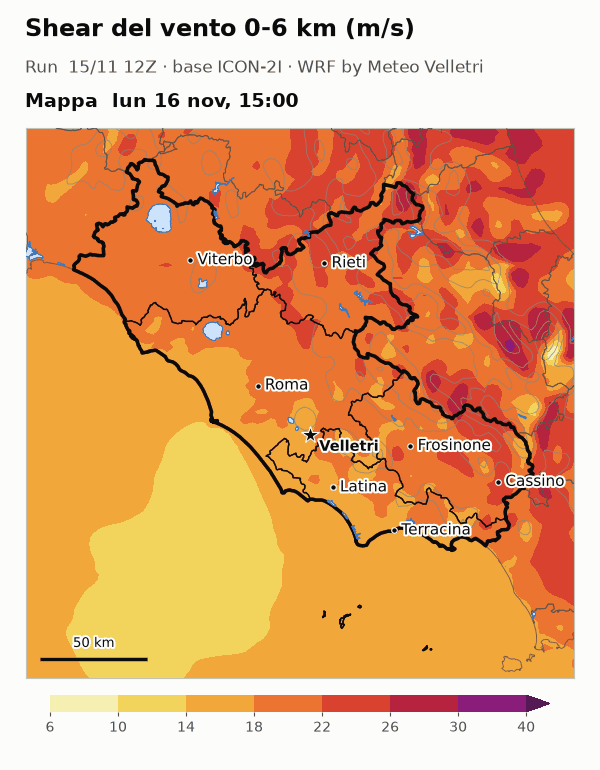 Shear del vento 0-6 km (m/s)
Run  15/11 12Z · base ICON-2I · WRF by Meteo Velletri
Mappa  lun 16 nov, 15:00
Viterbo
Rieti
Roma
Velletri
Frosinone
Latina
Cassino
Terracina
50 km
6 10 14 18 22 26 30 40